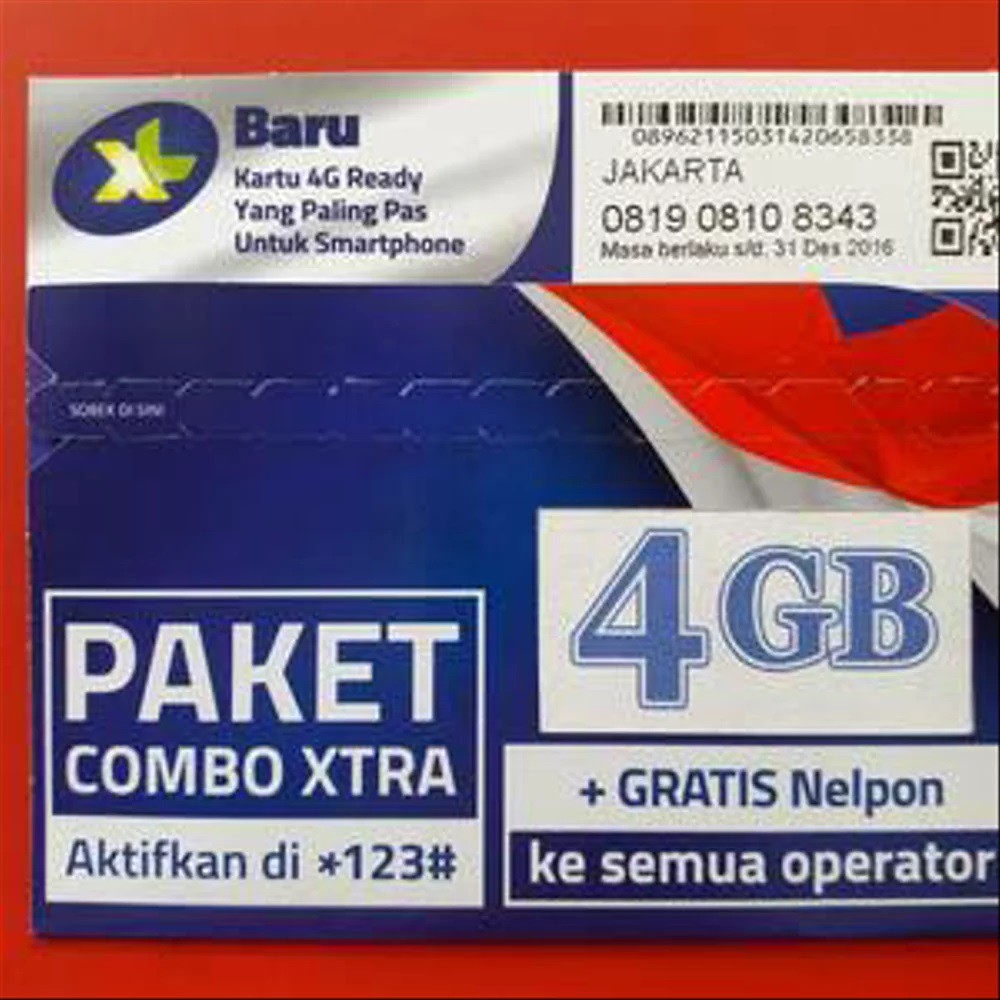 XL
Baru
Kartu 4G Ready
Yang Paling Pas
Untuk Smartphone
08962115031420658338
JAKARTA
0819 0810 8343
Masa berlaku s/d. 31 Des 2016
SOBEK DI SINI
4GB
PAKET
COMBO XTRA
Aktifkan di *123#
+ GRATIS Nelpon
ke semua operator